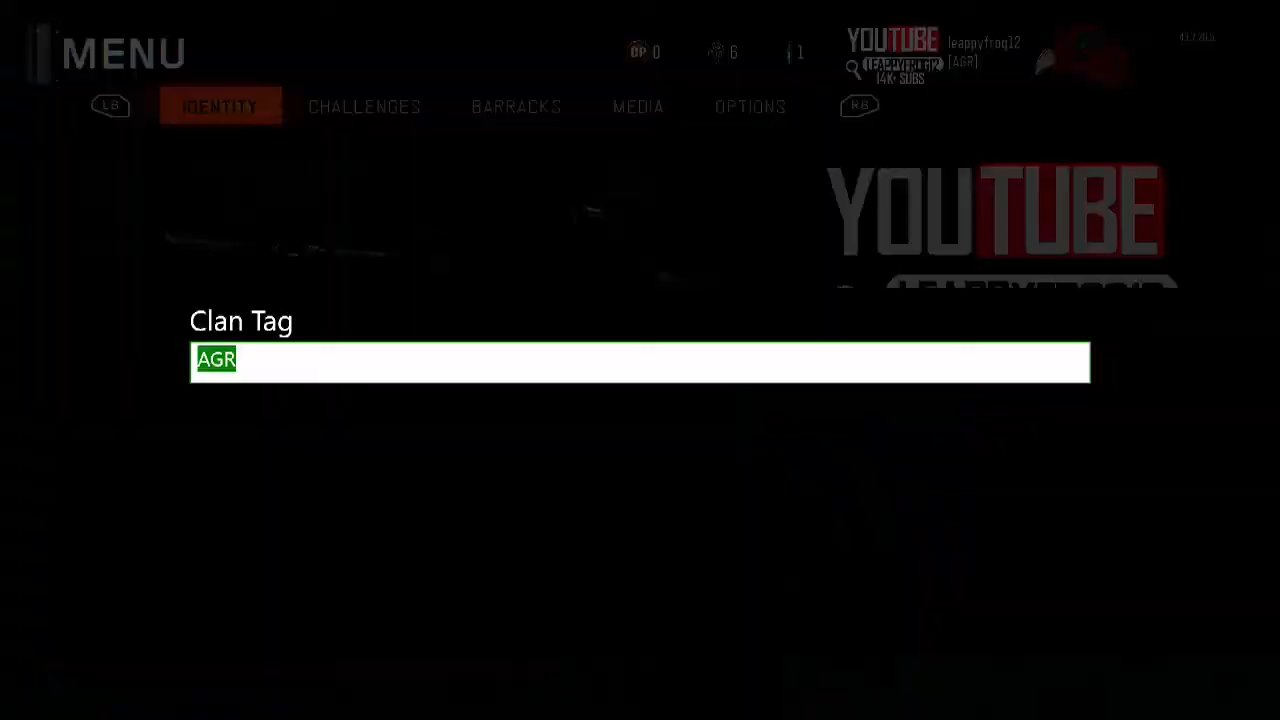 MENU
0
6
1
YOUTUBE
LEAPPYFROG12
14K+ SUBS
leappyfrog12
[AGR]
LB
IDENTITY
CHALLENGES
BARRACKS
MEDIA
OPTIONS
RB
YOUTUBE
Clan Tag
AGR